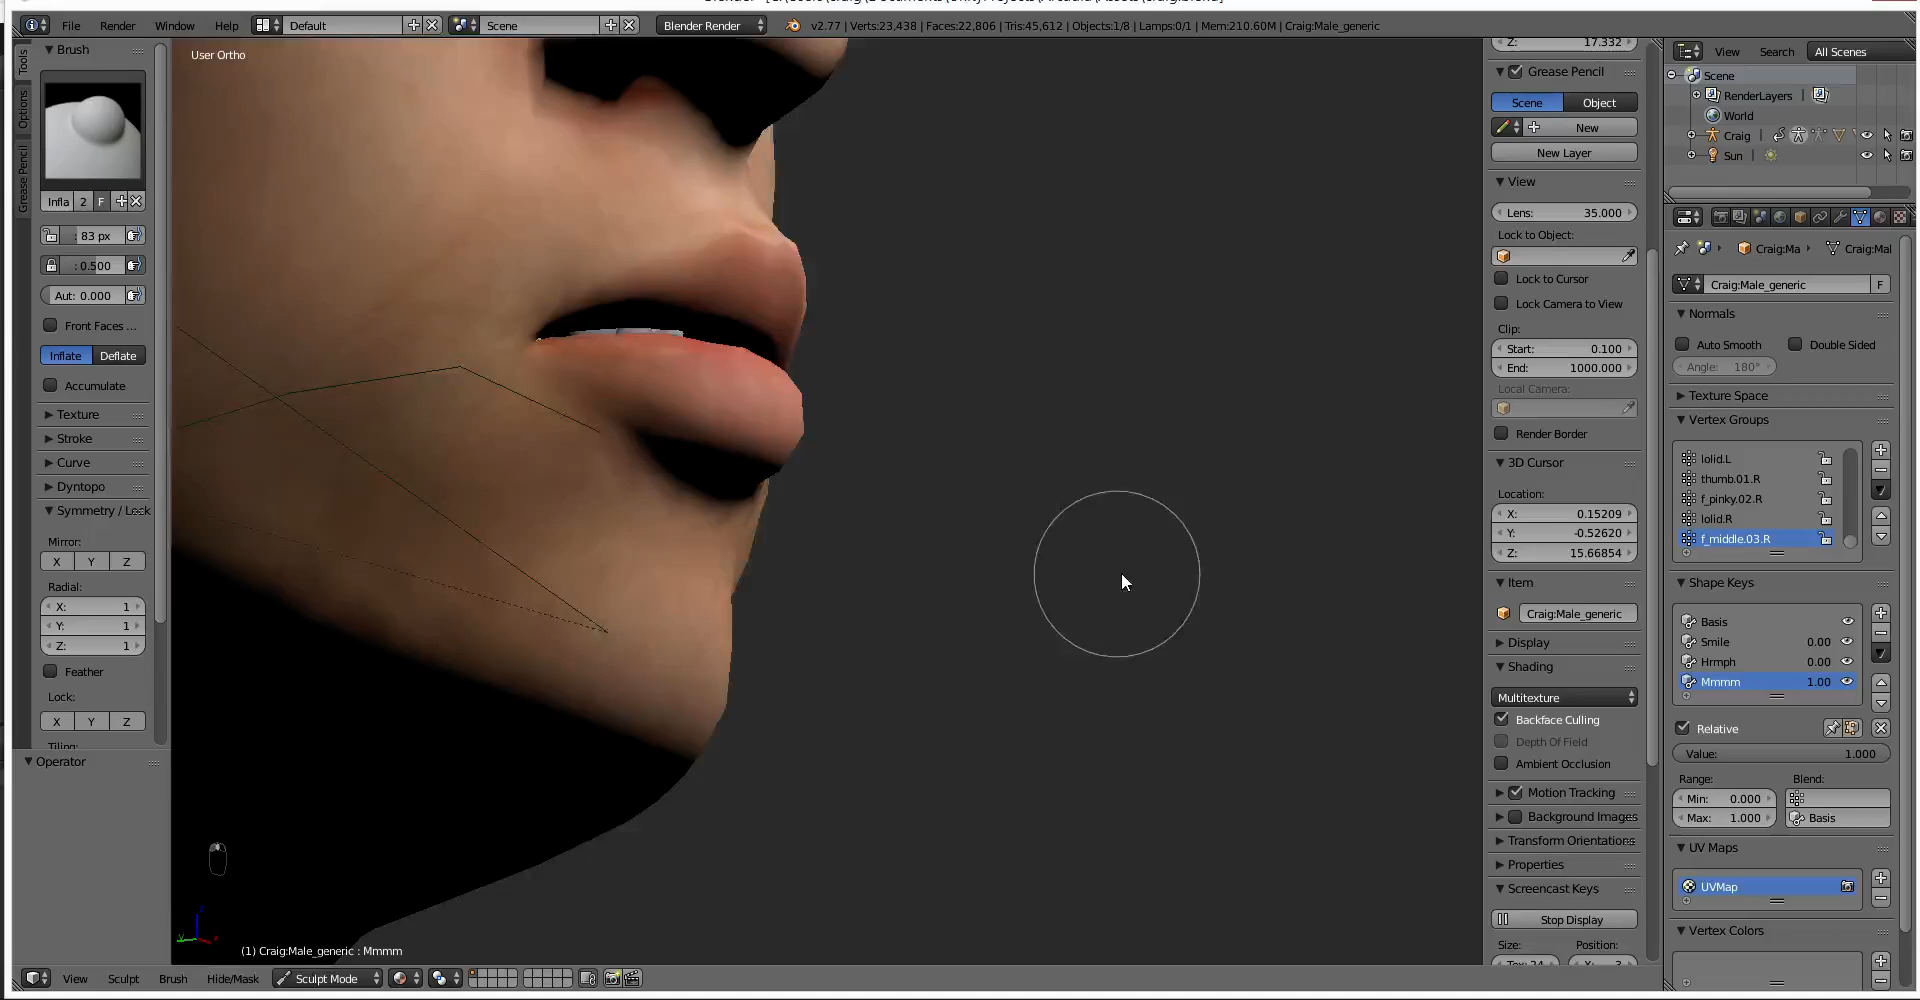 File Render Window Help Default Scene Blender Render v2.77 | Verts:23,438 | Faces:22,806 | Tris:45,612 | Objects:1/8 | Lamps:0/1 | Mem:210.60M | Craig:Male_generic
Tools
Options
Grease Pencil
Brush
Infla 2 F
: 83 px
: 0.500
Aut: 0.000
Front Faces ...
Inflate Deflate
Accumulate
Texture
Stroke
Curve
Dyntopo
Symmetry / Lock
Mirror:
X Y Z
Radial:
X: 1
Y: 1
Z: 1
Feather
Lock:
X Y Z
Tiling:
Operator
User Ortho
(1) Craig:Male_generic : Mmmm
View Sculpt Brush Hide/Mask Sculpt Mode
Z: 17.332
Grease Pencil
Scene Object
New
New Layer
View
Lens: 35.000
Lock to Object:
Lock to Cursor
Lock Camera to View
Clip:
Start: 0.100
End: 1000.000
Local Camera:
Render Border
3D Cursor
Location:
X: 0.15209
Y: -0.52620
Z: 15.66854
Item
Craig:Male_generic
Display
Shading
Multitexture
Backface Culling
Depth Of Field
Ambient Occlusion
Motion Tracking
Background Images
Transform Orientations
Properties
Screencast Keys
Stop Display
Size: Position:
View Search All Scenes
Scene
RenderLayers |
World
Craig |
Sun |
Craig:Ma Craig:Mal
Craig:Male_generic F
Normals
Auto Smooth Double Sided
Angle: 180°
Texture Space
Vertex Groups
lolid.L
thumb.01.R
f_pinky.02.R
lolid.R
f_middle.03.R
Shape Keys
Basis
Smile 0.00
Hrmph 0.00
Mmmm 1.00
Relative
Value: 1.000
Range: Blend:
Min: 0.000
Max: 1.000 Basis
UV Maps
UVMap
Vertex Colors